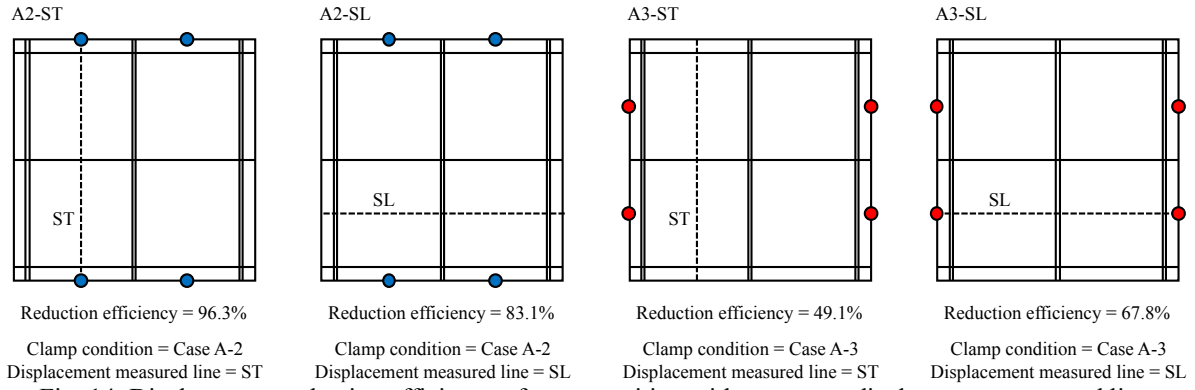 A2-ST
A2-SL
A3-ST
A3-SL
ST
SL
ST
SL
Reduction efficiency = 96.3%
Reduction efficiency = 83.1%
Reduction efficiency = 49.1%
Reduction efficiency = 67.8%
Clamp condition = Case A-2
Clamp condition = Case A-2
Clamp condition = Case A-3
Clamp condition = Case A-3
Displacement measured line = ST
Displacement measured line = SL
Displacement measured line = ST
Displacement measured line = SL